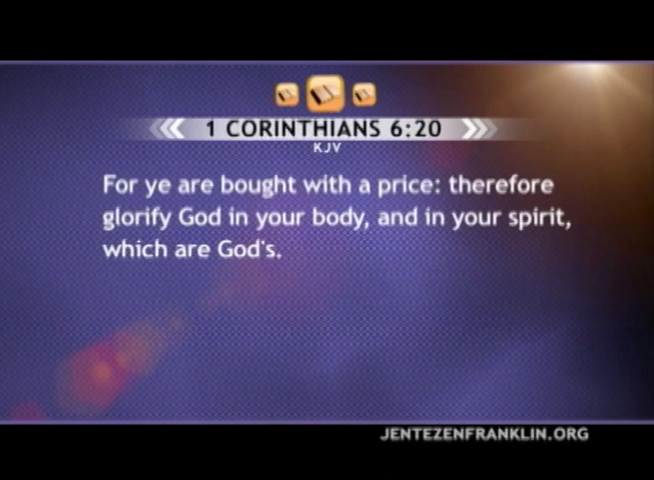 1 CORINTHIANS 6:20
KJV
For ye are bought with a price: therefore
glorify God in your body, and in your spirit,
which are God's.
JENTEZENFRANKLIN.ORG